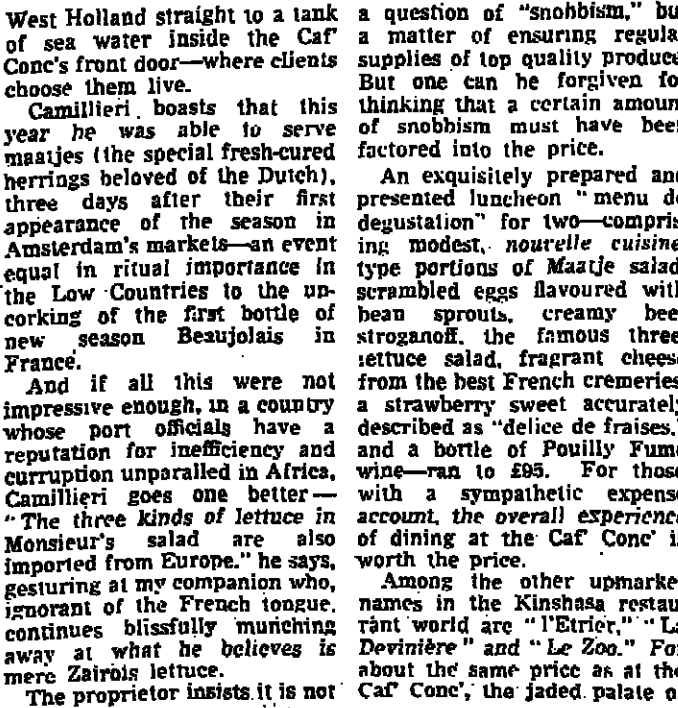 West Holland straight to a tank
of sea water inside the Caf'
Conc's front door—where clients
choose them live.
Camillieri boasts that this
year he was able to serve
maatjes (the special fresh-cured
herrings beloved of the Dutch),
three days after their first
appearance of the season in
Amsterdam's markets—an event
equal in ritual importance in
the Low Countries to the un-
corking of the first bottle of
new season Beaujolais in
France.
And if all this were not
impressive enough, in a country
whose port officials have a
reputation for inefficiency and
curruption unparalled in Africa,
Camillieri goes one better—
"The three kinds of lettuce in
Monsieur's salad are also
imported from Europe." he says,
gesturing at my companion who,
ignorant of the French tongue,
continues blissfully munching
away at what he believes is
mere Zairois lettuce.
The proprietor insists it is not
a question of "snobbism," bu
a matter of ensuring regula
supplies of top quality produce
But one can be forgiven fo
thinking that a certain amoun
of snobbism must have been
factored into the price.
An exquisitely prepared and
presented luncheon "menu de
degustation" for two—compris
ing modest, nouvelle cuisine
type portions of Maatje salad
scrambled eggs flavoured with
bean sprouts, creamy bee
stroganoff, the famous three
lettuce salad, fragrant cheese
from the best French cremeries
a strawberry sweet accurately
described as "delice de fraises,"
and a bottle of Pouilly Fume
wine—ran to £95. For those
with a sympathetic expense
account, the overall experience
of dining at the Caf' Conc' i
worth the price.
Among the other upmarke
names in the Kinshasa restau
rant world are "l'Etrier," "La
Devinière" and "Le Zoo." For
about the same price as at the
Caf' Conc', the jaded palate o